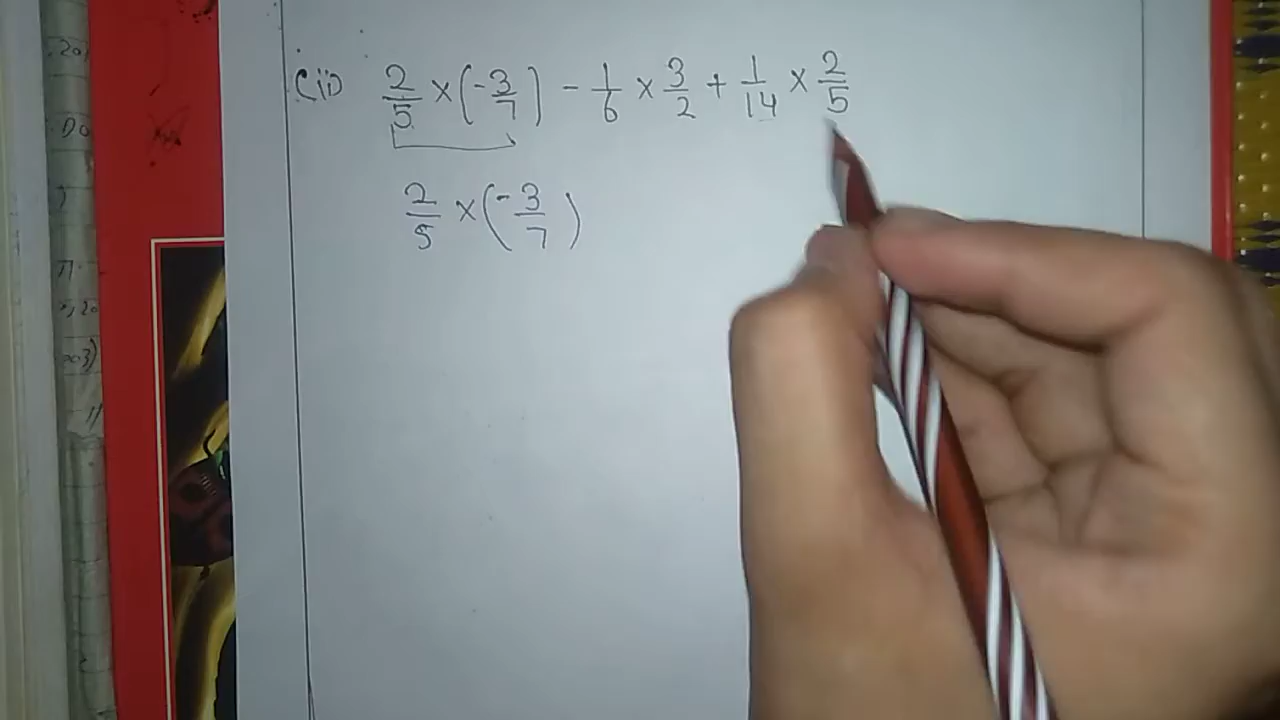 (ii) 2/5 × (-3/7) - 1/6 × 3/2 + 1/14 × 2/5
2/5 × (-3/7)